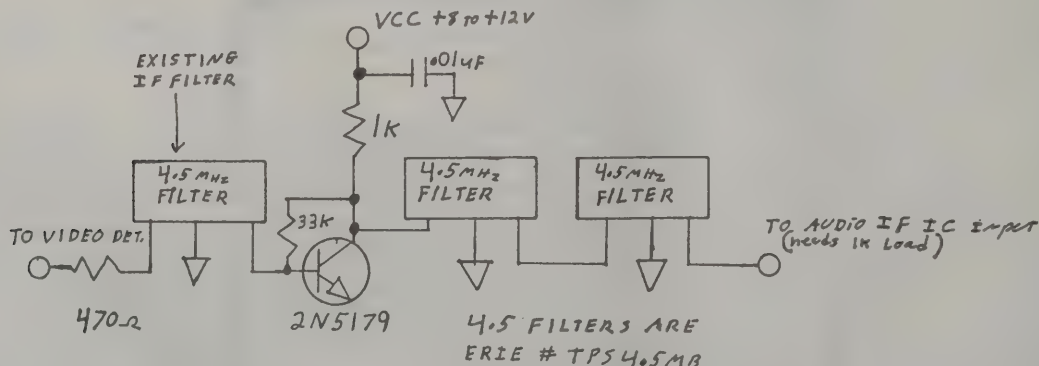 VCC +8 TO +12V
.01uF
EXISTING
IF FILTER
1K
4.5MHz
FILTER
4.5MHz
FILTER
4.5MHz
FILTER
33K
TO VIDEO DET.
TO AUDIO IF IC Input
(needs 1K Load)
470Ω
2N5179
4.5 FILTERS ARE
ERIE # TPS 4.5MB